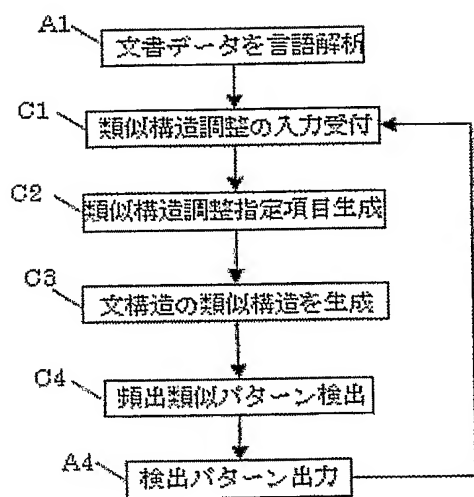 A1
文書データを言語解析
C1
類似構造調整の入力受付
C2
類似構造調整指定項目生成
C3
文構造の類似構造を生成
C4
頻出類似パターン検出
A4
検出パターン出力